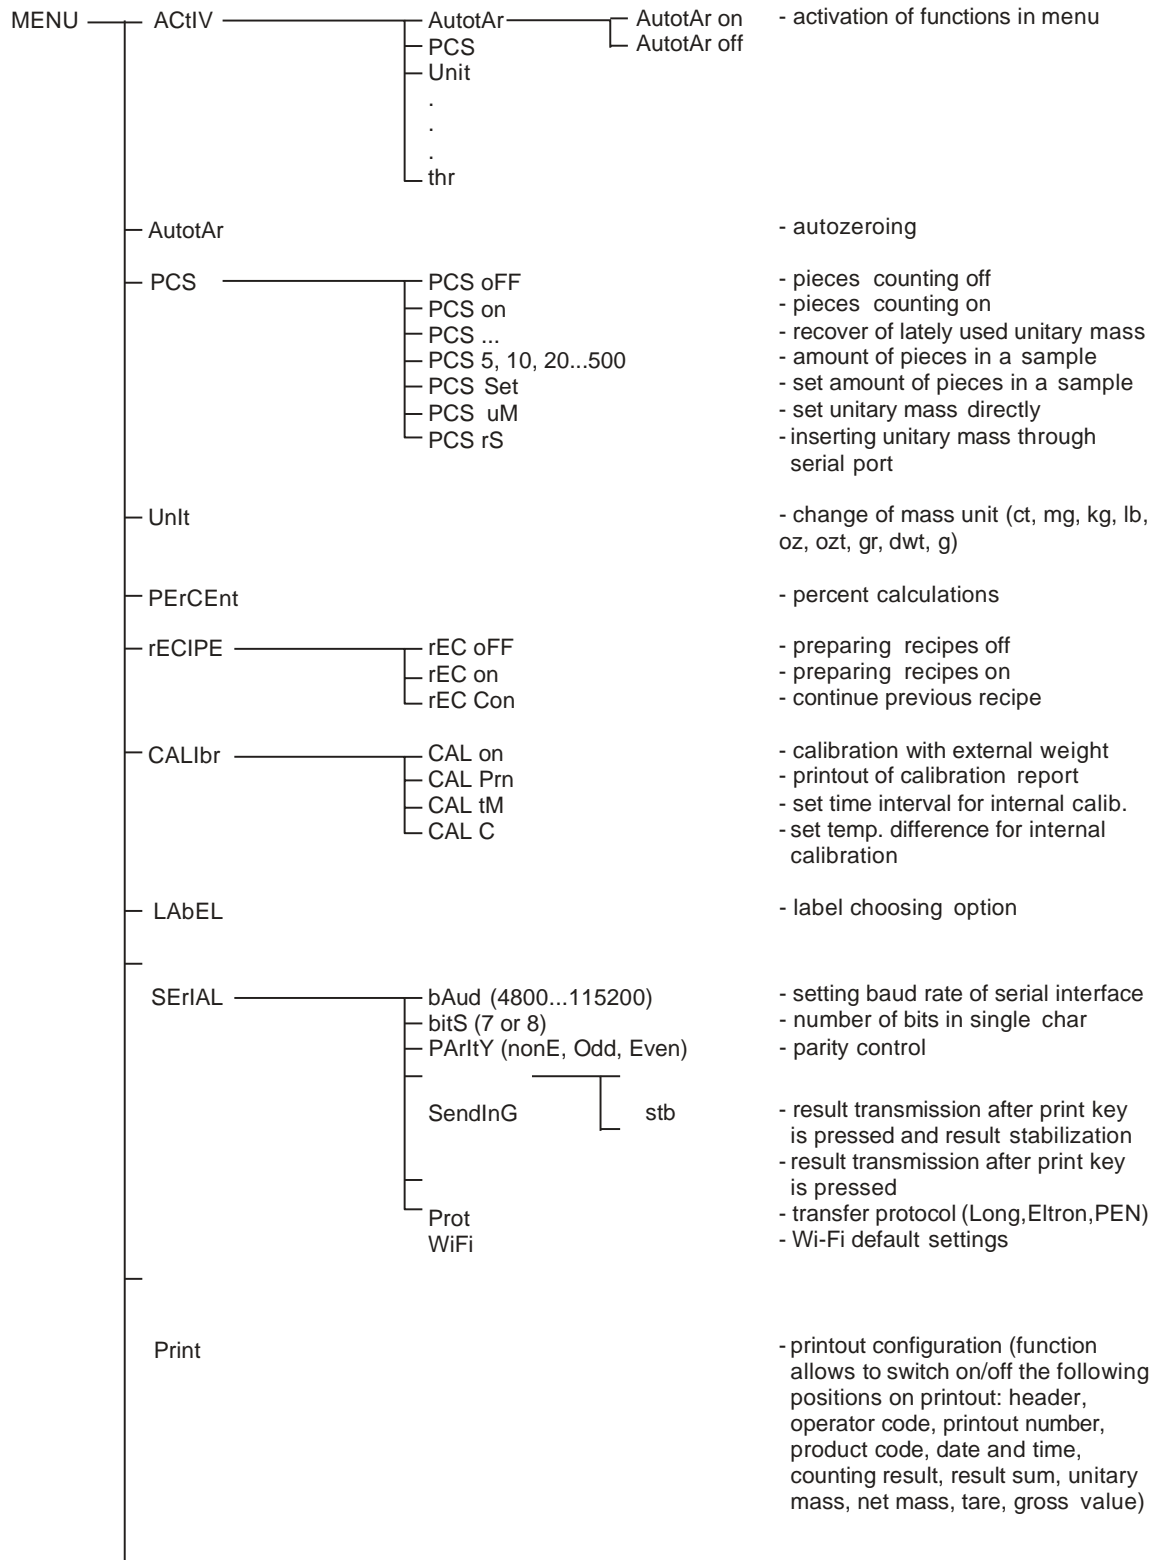 MENU ACtIV AutotAr AutotAr on - activation of functions in menu
PCS AutotAr off
Unit
.
.
.
thr
AutotAr - autozeroing
PCS PCS oFF - pieces counting off
PCS on - pieces counting on
PCS ... - recover of lately used unitary mass
PCS 5, 10, 20...500 - amount of pieces in a sample
PCS Set - set amount of pieces in a sample
PCS uM - set unitary mass directly
PCS rS - inserting unitary mass through
serial port
UnIt - change of mass unit (ct, mg, kg, lb,
oz, ozt, gr, dwt, g)
PErCEnt - percent calculations
rECIPE rEC oFF - preparing recipes off
rEC on - preparing recipes on
rEC Con - continue previous recipe
CALIbr CAL on - calibration with external weight
CAL Prn - printout of calibration report
CAL tM - set time interval for internal calib.
CAL C - set temp. difference for internal
calibration
LAbEL - label choosing option
SErIAL bAud (4800...115200) - setting baud rate of serial interface
bitS (7 or 8) - number of bits in single char
PArItY (nonE, Odd, Even) - parity control
SendInG stb - result transmission after print key
is pressed and result stabilization
- result transmission after print key
is pressed
Prot - transfer protocol (Long,Eltron,PEN)
WiFi - Wi-Fi default settings
Print - printout configuration (function
allows to switch on/off the following
positions on printout: header,
operator code, printout number,
product code, date and time,
counting result, result sum, unitary
mass, net mass, tare, gross value)